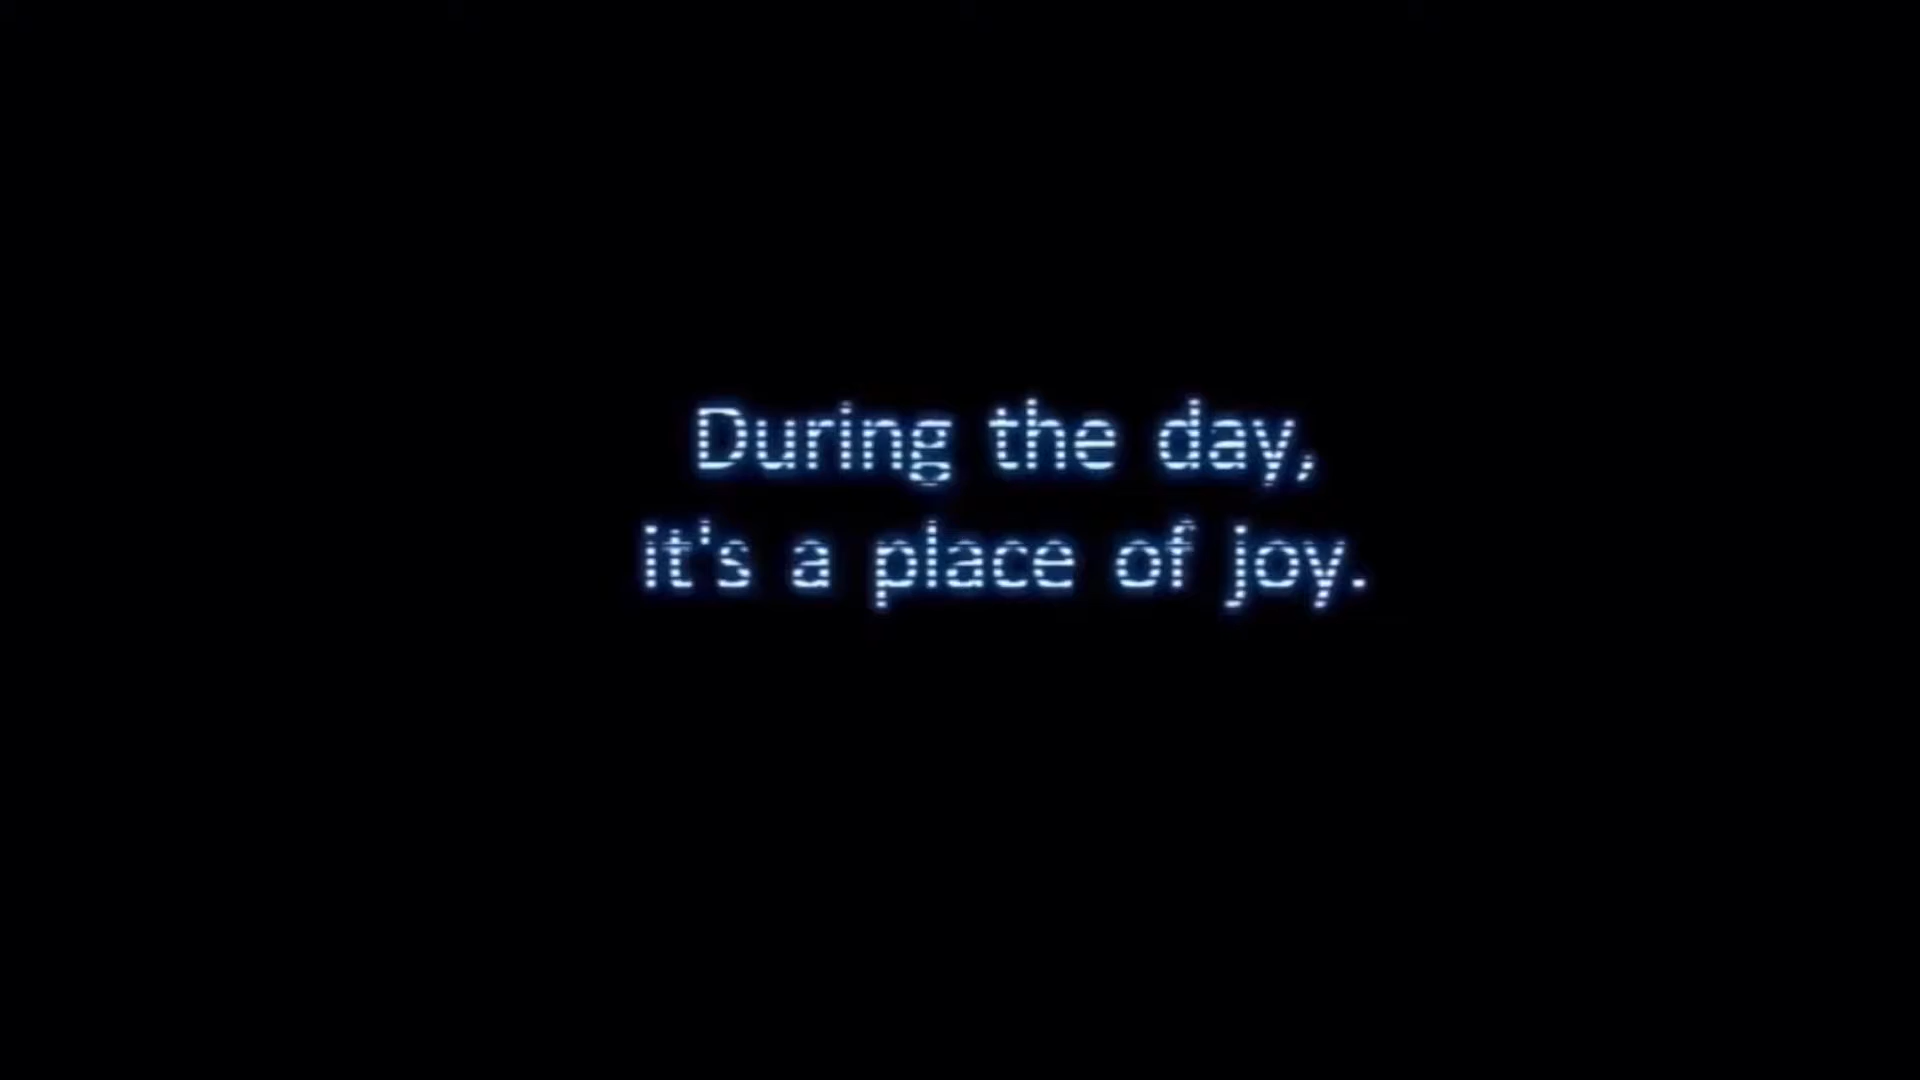 During the day,
it's a place of joy.